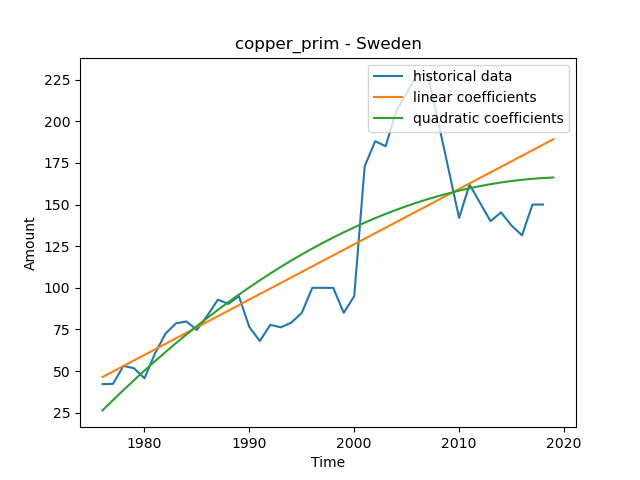 copper_prim - Sweden
historical data
linear coefficients
quadratic coefficients
225
200
175
150
125
100
75
50
25
Amount
1980
1990
2000
2010
2020
Time